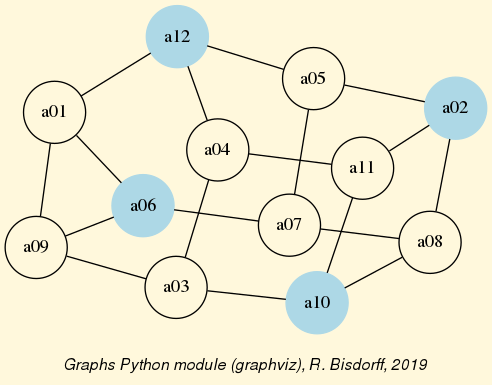 a12
a05
a02
a01
a04
a11
a06
a07
a09
a08
a03
a10
Graphs Python module (graphviz), R. Bisdorff, 2019